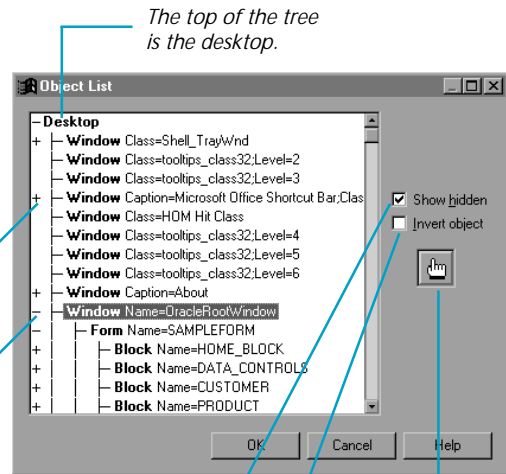 The top of the tree
is the desktop.
Object List
Desktop
Window Class=Shell_TrayWnd
Window Class=tooltips_class32;Level=2
Window Class=tooltips_class32;Level=3
Window Caption=Microsoft Office Shortcut Bar;Clas
Window Class=HOM Hit Class
Window Class=tooltips_class32;Level=4
Window Class=tooltips_class32;Level=5
Window Class=tooltips_class32;Level=6
Window Caption=About
Window Name=OracleRootWindow
Form Name=SAMPLEFORM
Block Name=HOME_BLOCK
Block Name=DATA_CONTROLS
Block Name=CUSTOMER
Block Name=PRODUCT
Show hidden
Invert object
OK Cancel Help